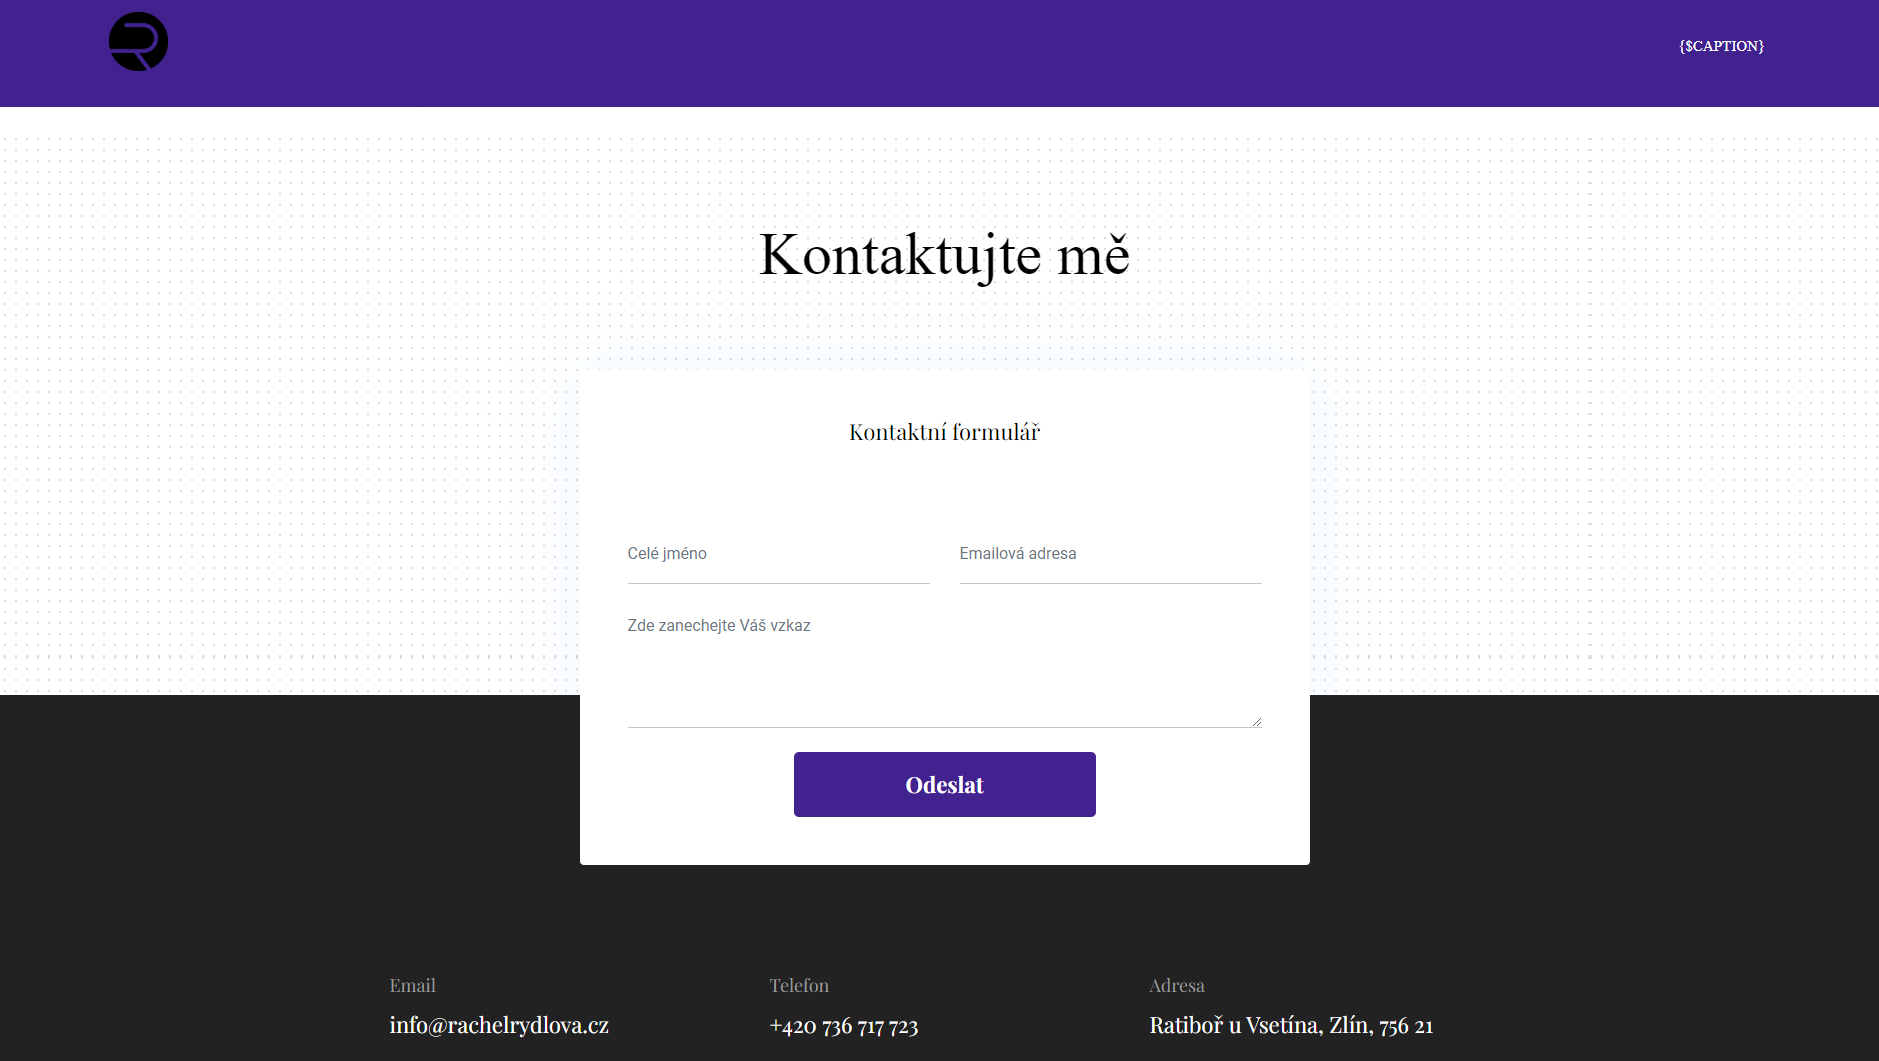 R
{$CAPTION}
Kontaktujte mě
Kontaktní formulář
Celé jméno
Emailová adresa
Zde zanechejte Váš vzkaz
Odeslat
Email
Telefon
Adresa
info@rachelrydlova.cz
+420 736 717 723
Ratiboř u Vsetína, Zlín, 756 21